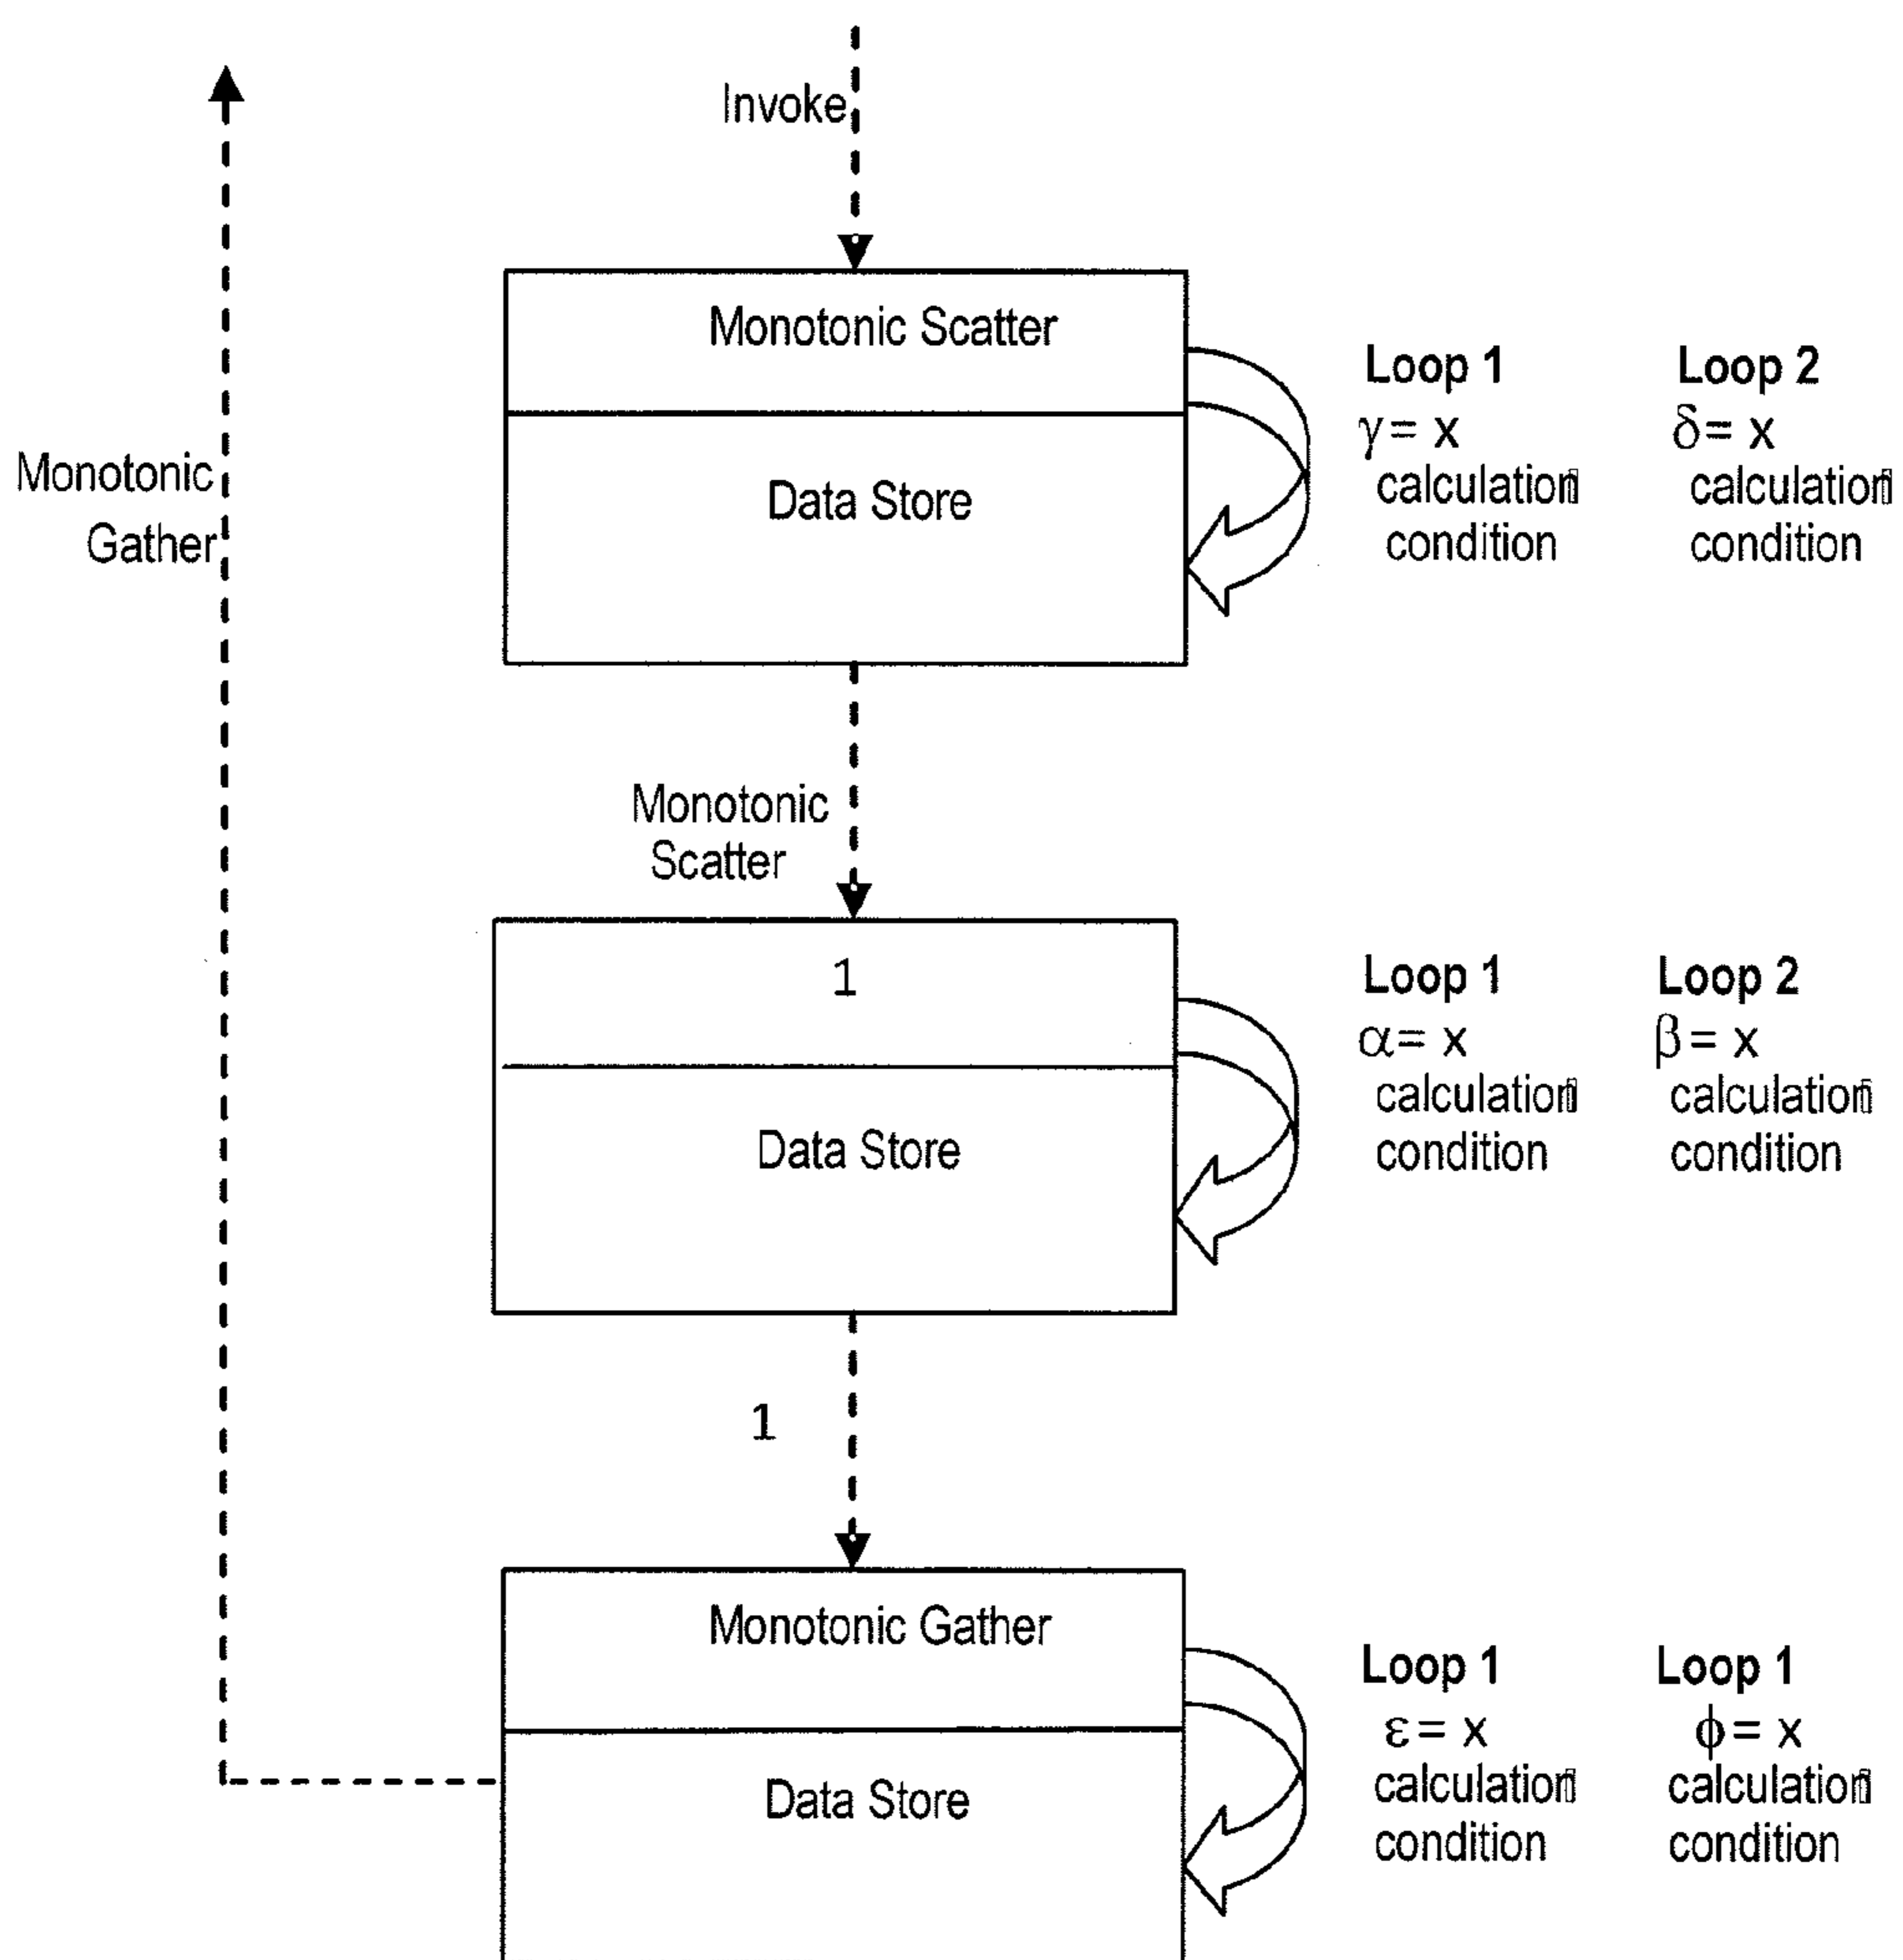 Invoke
Monotonic Scatter
Data Store
Loop 1
γ= x
calculation
condition
Loop 2
δ= x
calculation
condition
Monotonic
Gather
Monotonic
Scatter
1
Data Store
Loop 1
α= x
calculation
condition
Loop 2
β= x
calculation
condition
1
Monotonic Gather
Data Store
Loop 1
ε= x
calculation
condition
Loop 1
ϕ= x
calculation
condition